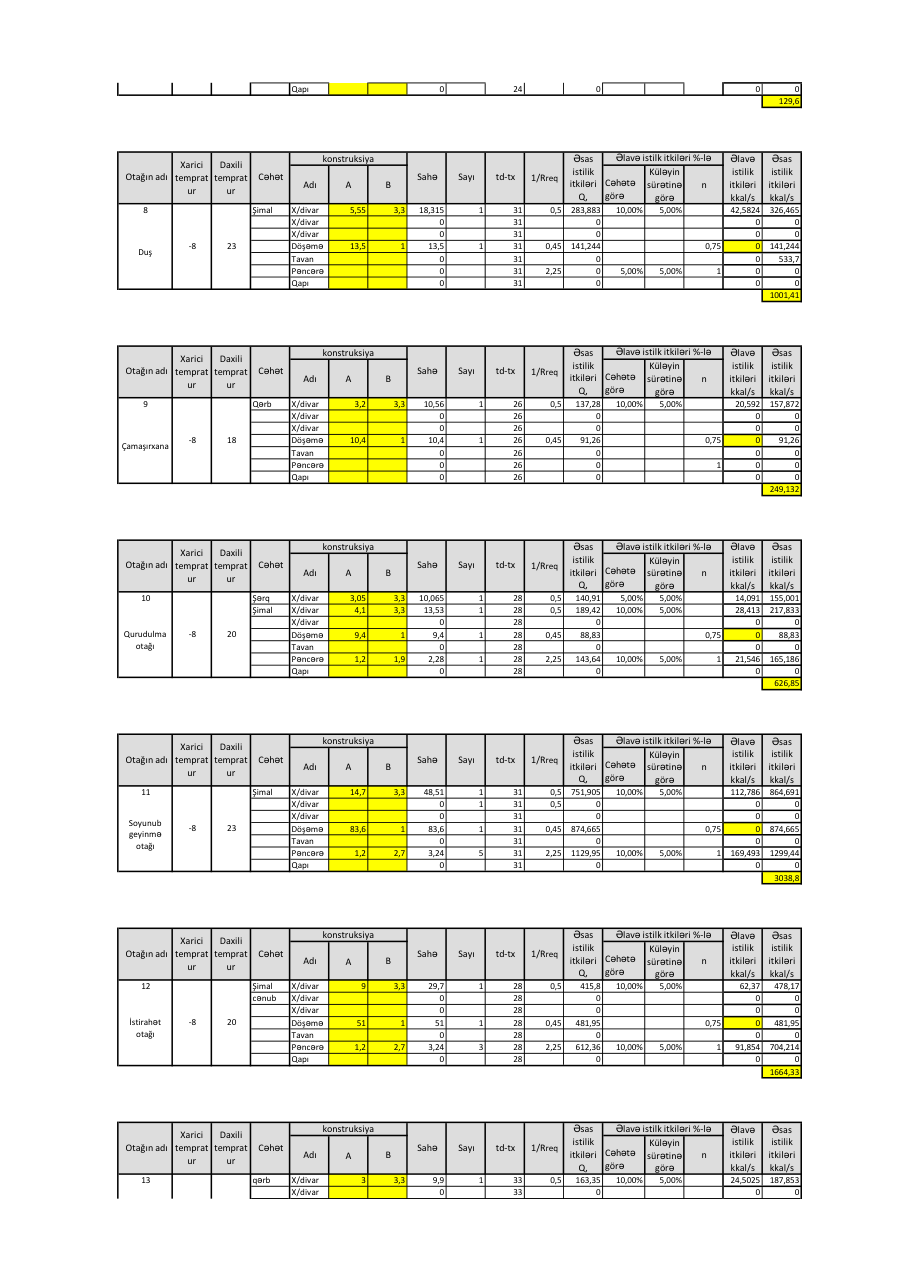 Qapı 0 24 0 0 0
129,6
Otağın adı Xarici temprat ur Daxili temprat ur Cəhət konstruksiya Adı A B Sahə Sayı td-tx 1/Rreq Əsas istilik itkiləri Q, Əlavə istilk itkiləri %-lə Cəhətə görə Küləyin sürətinə görə n Əlavə istilik itkiləri kkal/s Əsas istilik itkiləri kkal/s
8 Şimal X/divar 5,55 3,3 18,315 1 31 0,5 283,883 10,00% 5,00% 42,5824 326,465
X/divar 0 31 0 0 0
X/divar 0 31 0 0 0
Duş -8 23 Döşəmə 13,5 1 13,5 1 31 0,45 141,244 0,75 0 141,244
Tavan 0 31 0 0 533,7
Pəncərə 0 31 2,25 0 5,00% 5,00% 1 0 0
Qapı 0 31 0 0 0
1001,41
Otağın adı Xarici temprat ur Daxili temprat ur Cəhət konstruksiya Adı A B Sahə Sayı td-tx 1/Rreq Əsas istilik itkiləri Q, Əlavə istilk itkiləri %-lə Cəhətə görə Küləyin sürətinə görə n Əlavə istilik itkiləri kkal/s Əsas istilik itkiləri kkal/s
9 Qərb X/divar 3,2 3,3 10,56 1 26 0,5 137,28 10,00% 5,00% 20,592 157,872
X/divar 0 26 0 0 0
X/divar 0 26 0 0 0
Çamaşırxana -8 18 Döşəmə 10,4 1 10,4 1 26 0,45 91,26 0,75 0 91,26
Tavan 0 26 0 0 0
Pəncərə 0 26 0 1 0 0
Qapı 0 26 0 0 0
249,132
Otağın adı Xarici temprat ur Daxili temprat ur Cəhət konstruksiya Adı A B Sahə Sayı td-tx 1/Rreq Əsas istilik itkiləri Q, Əlavə istilk itkiləri %-lə Cəhətə görə Küləyin sürətinə görə n Əlavə istilik itkiləri kkal/s Əsas istilik itkiləri kkal/s
10 Şərq X/divar 3,05 3,3 10,065 1 28 0,5 140,91 5,00% 5,00% 14,091 155,001
Şimal X/divar 4,1 3,3 13,53 1 28 0,5 189,42 10,00% 5,00% 28,413 217,833
X/divar 0 28 0 0 0
Qurudulma otağı -8 20 Döşəmə 9,4 1 9,4 1 28 0,45 88,83 0,75 0 88,83
Tavan 0 28 0 0 0
Pəncərə 1,2 1,9 2,28 1 28 2,25 143,64 10,00% 5,00% 1 21,546 165,186
Qapı 0 28 0 0 0
626,85
Otağın adı Xarici temprat ur Daxili temprat ur Cəhət konstruksiya Adı A B Sahə Sayı td-tx 1/Rreq Əsas istilik itkiləri Q, Əlavə istilk itkiləri %-lə Cəhətə görə Küləyin sürətinə görə n Əlavə istilik itkiləri kkal/s Əsas istilik itkiləri kkal/s
11 Şimal X/divar 14,7 3,3 48,51 1 31 0,5 751,905 10,00% 5,00% 112,786 864,691
X/divar 0 1 31 0,5 0 0 0
X/divar 0 31 0 0 0
Soyunub geyinmə otağı -8 23 Döşəmə 83,6 1 83,6 1 31 0,45 874,665 0,75 0 874,665
Tavan 0 31 0 0 0
Pəncərə 1,2 2,7 3,24 5 31 2,25 1129,95 10,00% 5,00% 1 169,493 1299,44
Qapı 0 31 0 0 0
3038,8
Otağın adı Xarici temprat ur Daxili temprat ur Cəhət konstruksiya Adı A B Sahə Sayı td-tx 1/Rreq Əsas istilik itkiləri Q, Əlavə istilk itkiləri %-lə Cəhətə görə Küləyin sürətinə görə n Əlavə istilik itkiləri kkal/s Əsas istilik itkiləri kkal/s
12 Şimal X/divar 9 3,3 29,7 1 28 0,5 415,8 10,00% 5,00% 62,37 478,17
cənub X/divar 0 28 0 0 0
X/divar 0 28 0 0 0
İstirahət otağı -8 20 Döşəmə 51 1 51 1 28 0,45 481,95 0,75 0 481,95
Tavan 0 28 0 0 0
Pəncərə 1,2 2,7 3,24 3 28 2,25 612,36 10,00% 5,00% 1 91,854 704,214
Qapı 0 28 0 0 0
1664,33
Otağın adı Xarici temprat ur Daxili temprat ur Cəhət konstruksiya Adı A B Sahə Sayı td-tx 1/Rreq Əsas istilik itkiləri Q, Əlavə istilk itkiləri %-lə Cəhətə görə Küləyin sürətinə görə n Əlavə istilik itkiləri kkal/s Əsas istilik itkiləri kkal/s
13 qərb X/divar 3 3,3 9,9 1 33 0,5 163,35 10,00% 5,00% 24,5025 187,853
X/divar 0 33 0 0 0